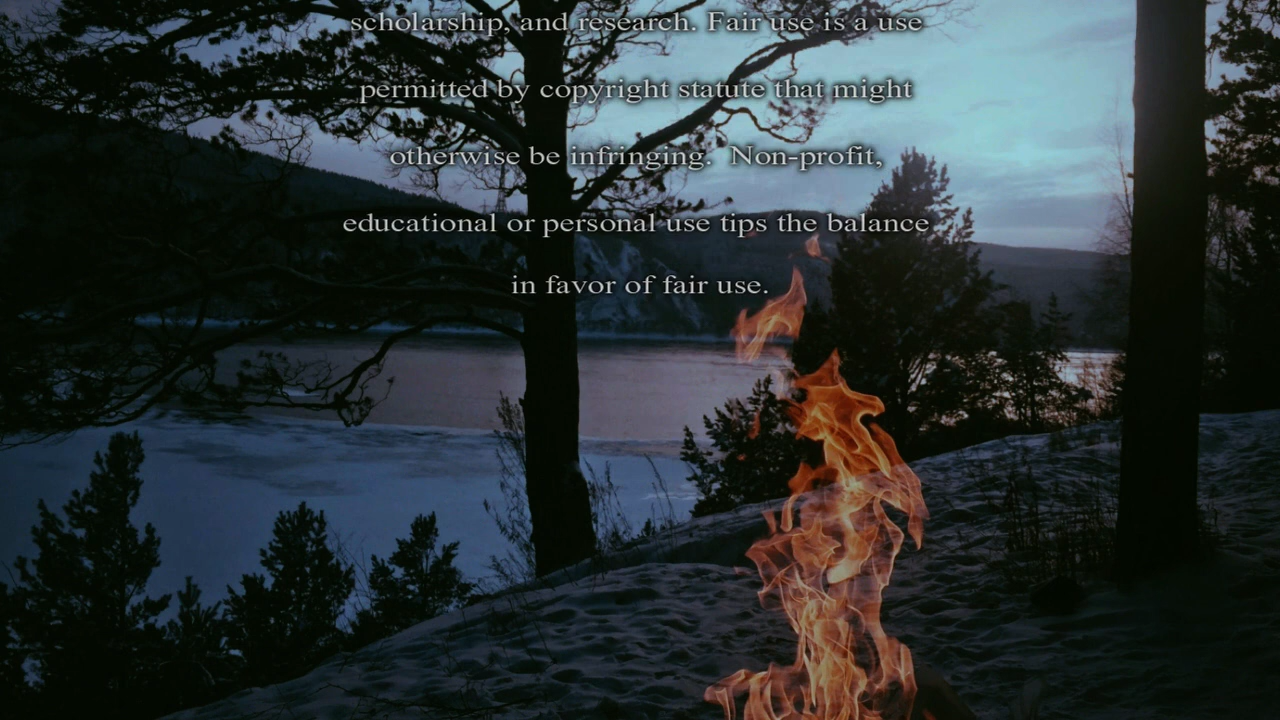 scholarship, and research. Fair use is a use
permitted by copyright statute that might
otherwise be infringing.  Non-profit,
educational or personal use tips the balance
in favor of fair use.